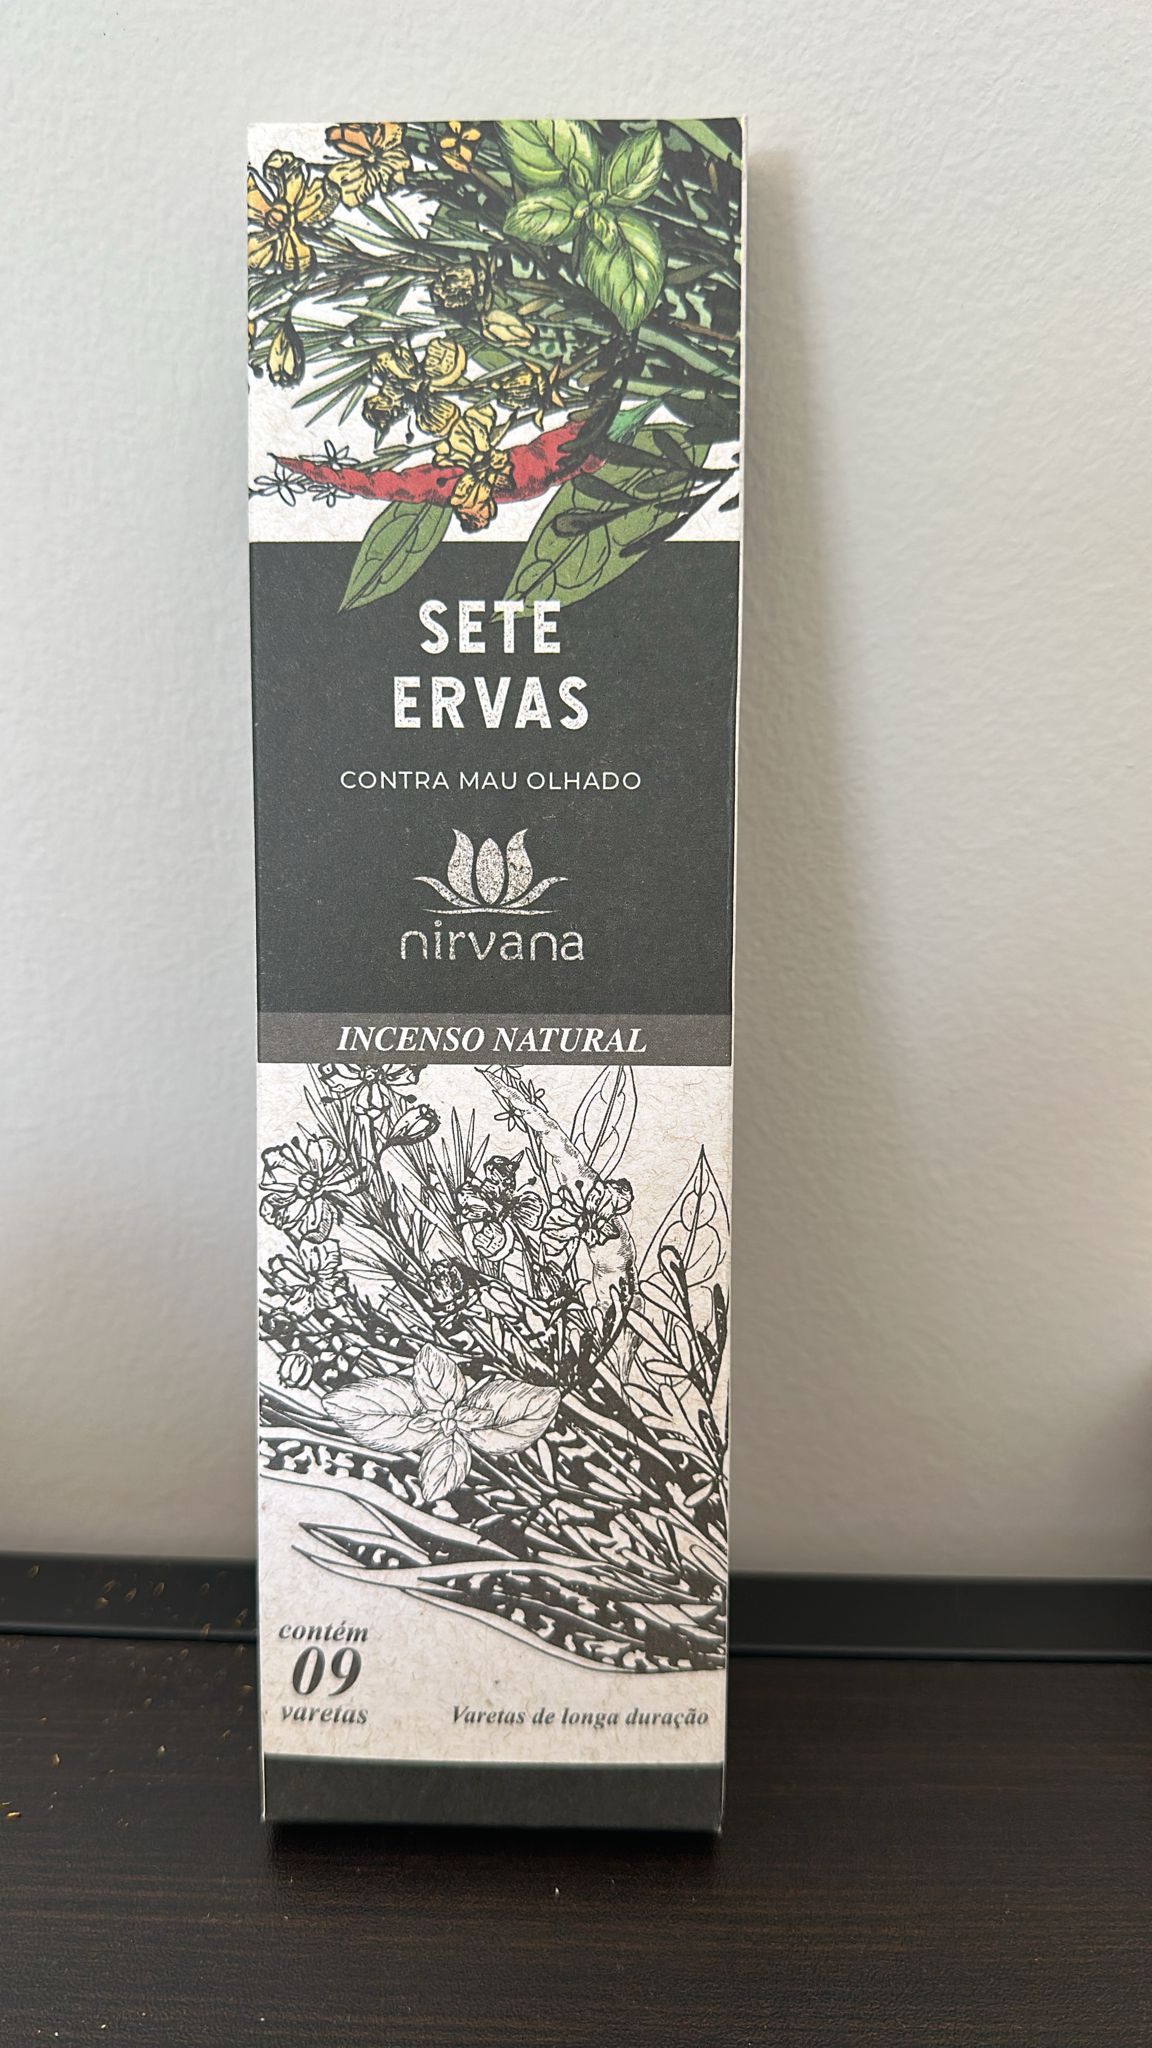 SETE
ERVAS
CONTRA MAU OLHADO
nirvana
INCENSO NATURAL
contém
09
varetas
Varetas de longa duração